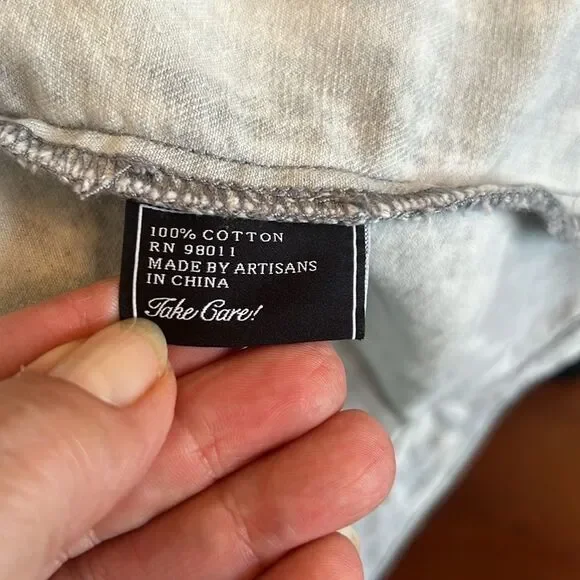 100% COTTON
RN 98011
MADE BY ARTISANS
IN CHINA
Take Care!